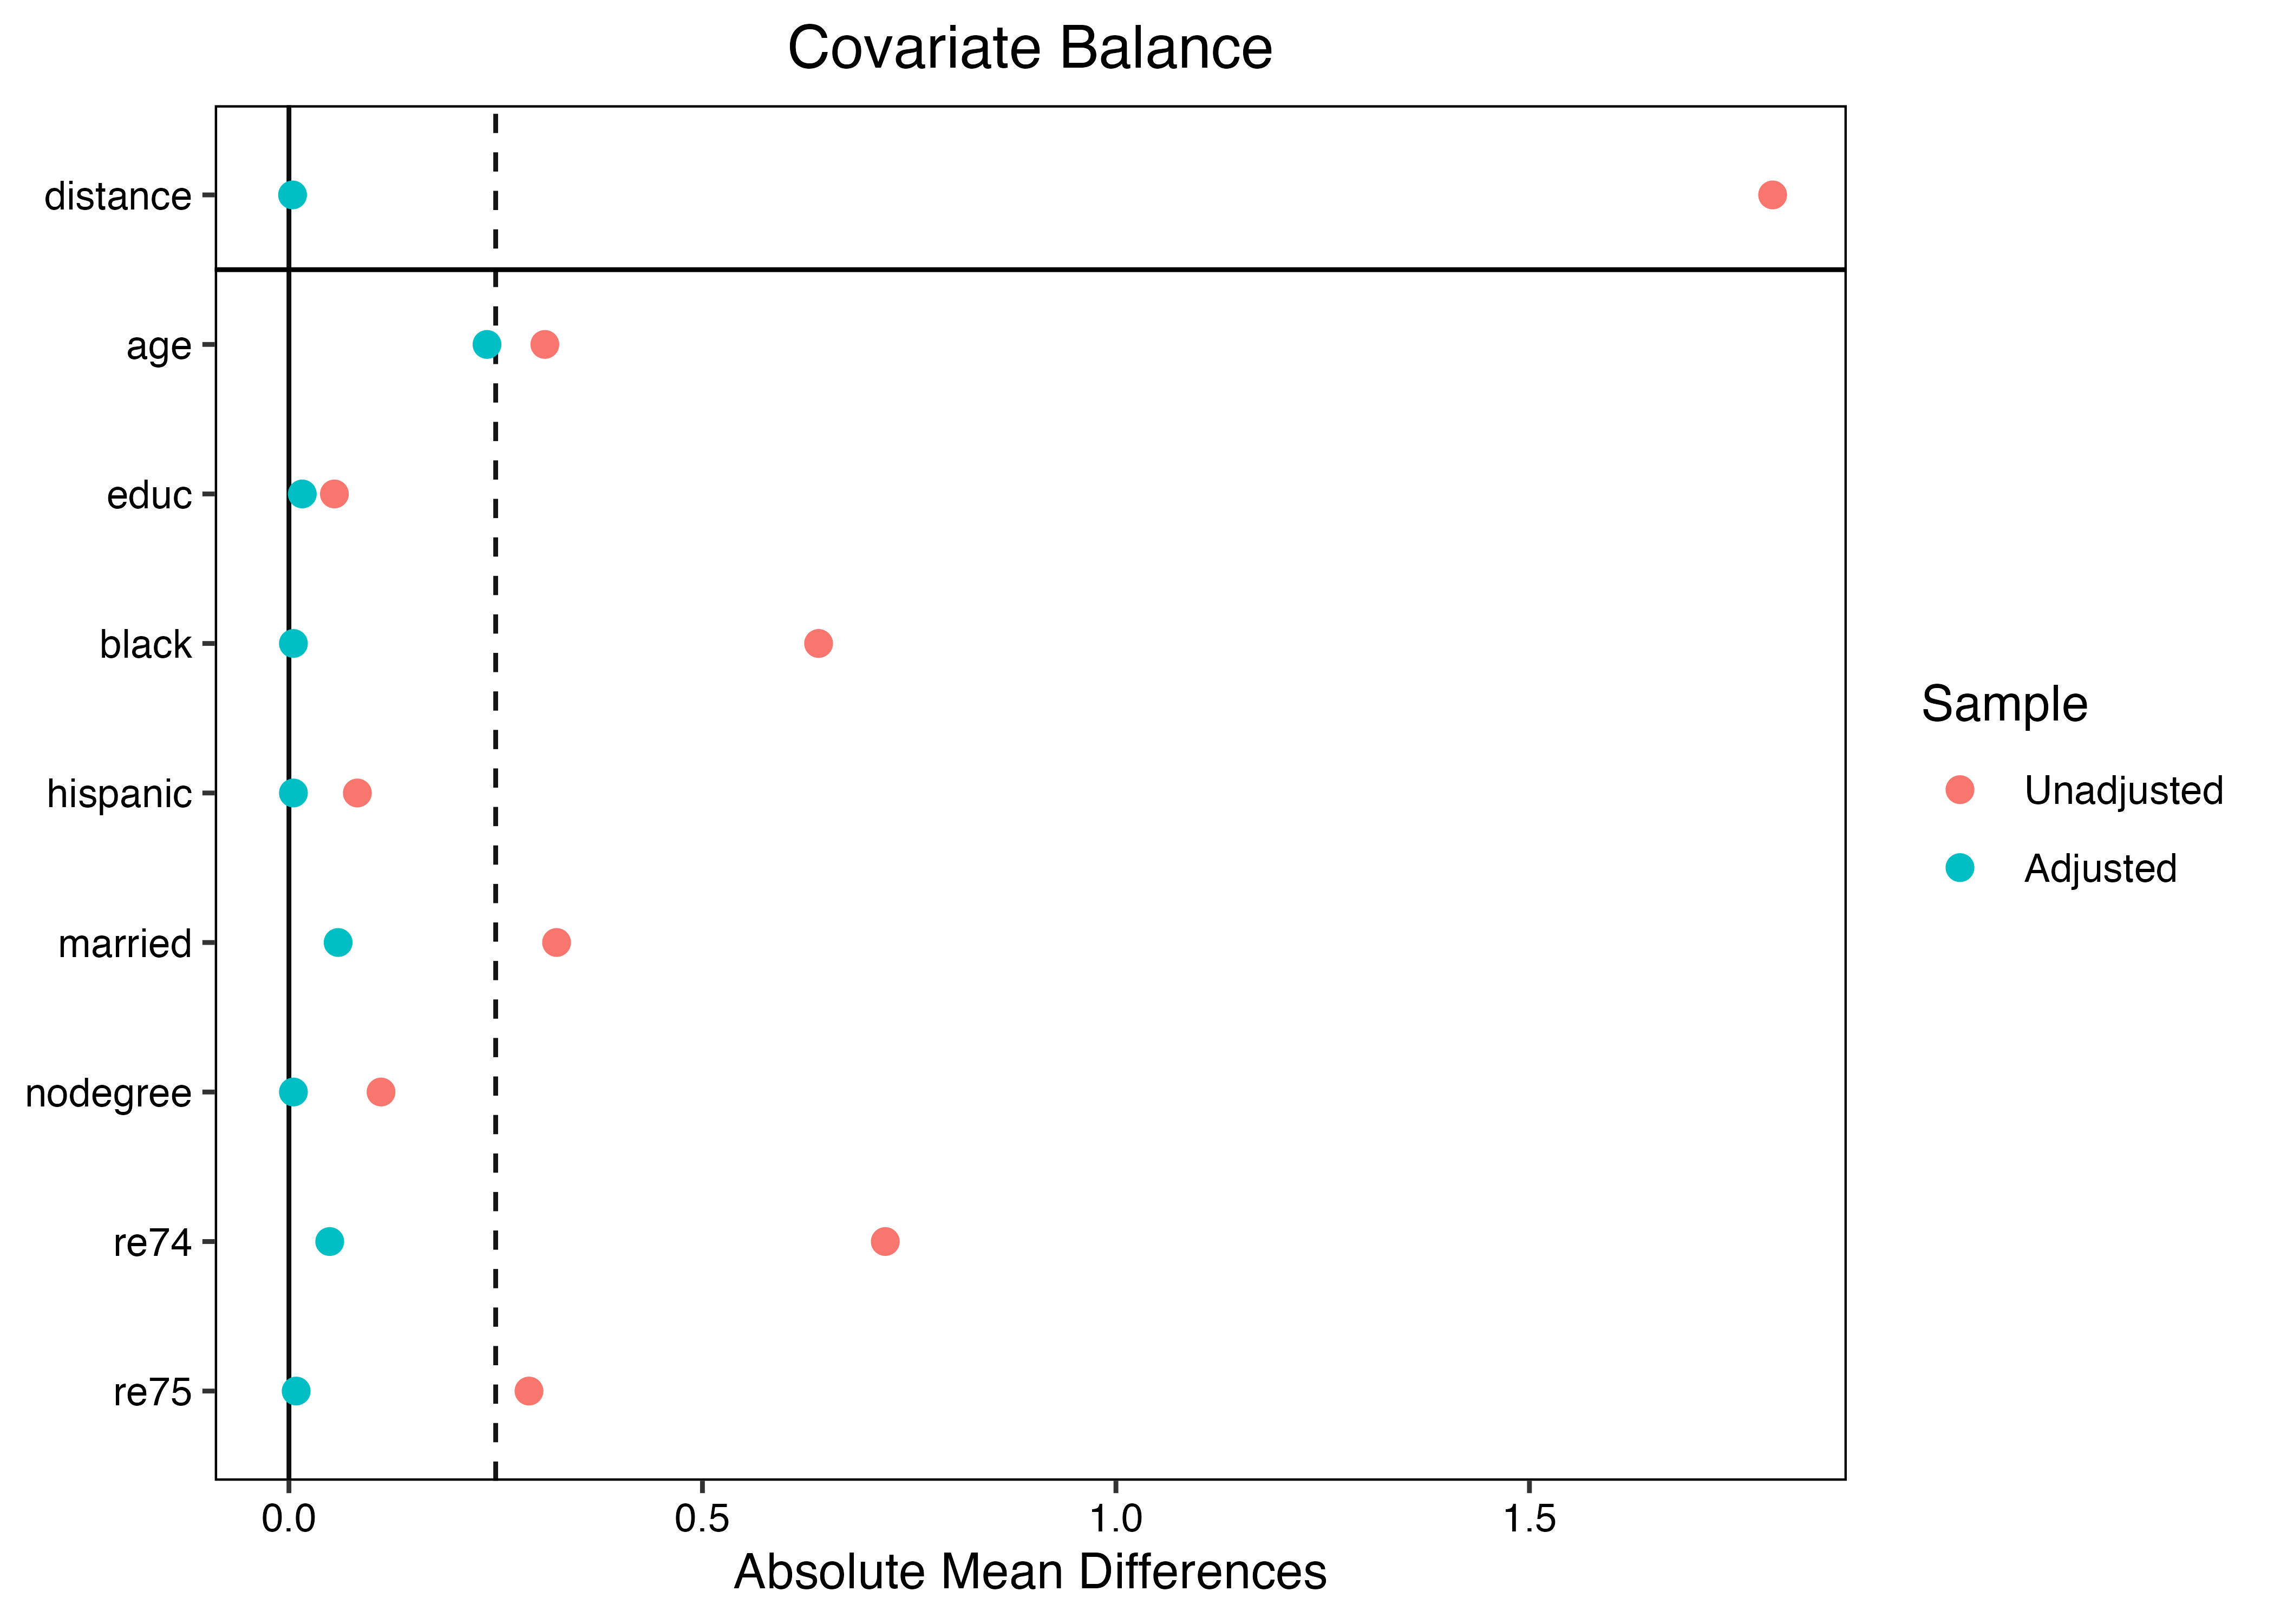 Covariate Balance
distance
age
educ
black
hispanic
married
nodegree
re74
re75
0.0 0.5 1.0 1.5
Absolute Mean Differences
Sample
Unadjusted
Adjusted